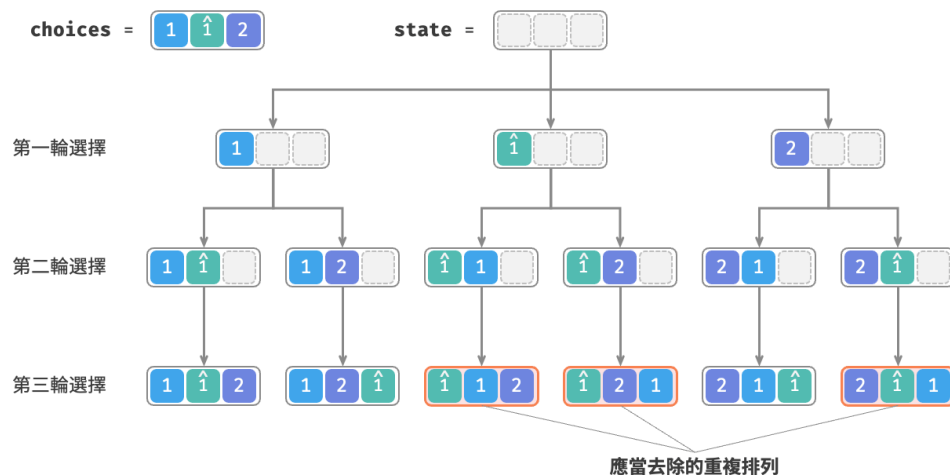 choices = 1 1̂ 2 state =
第一輪選擇 1 1̂ 2
第二輪選擇 1 1̂ 1 2 1̂ 1 1̂ 2 2 1 2 1̂
第三輪選擇 1 1̂ 2 1 2 1̂ 1̂ 1 2 1̂ 2 1 2 1 1̂ 2 1̂ 1
應當去除的重複排列